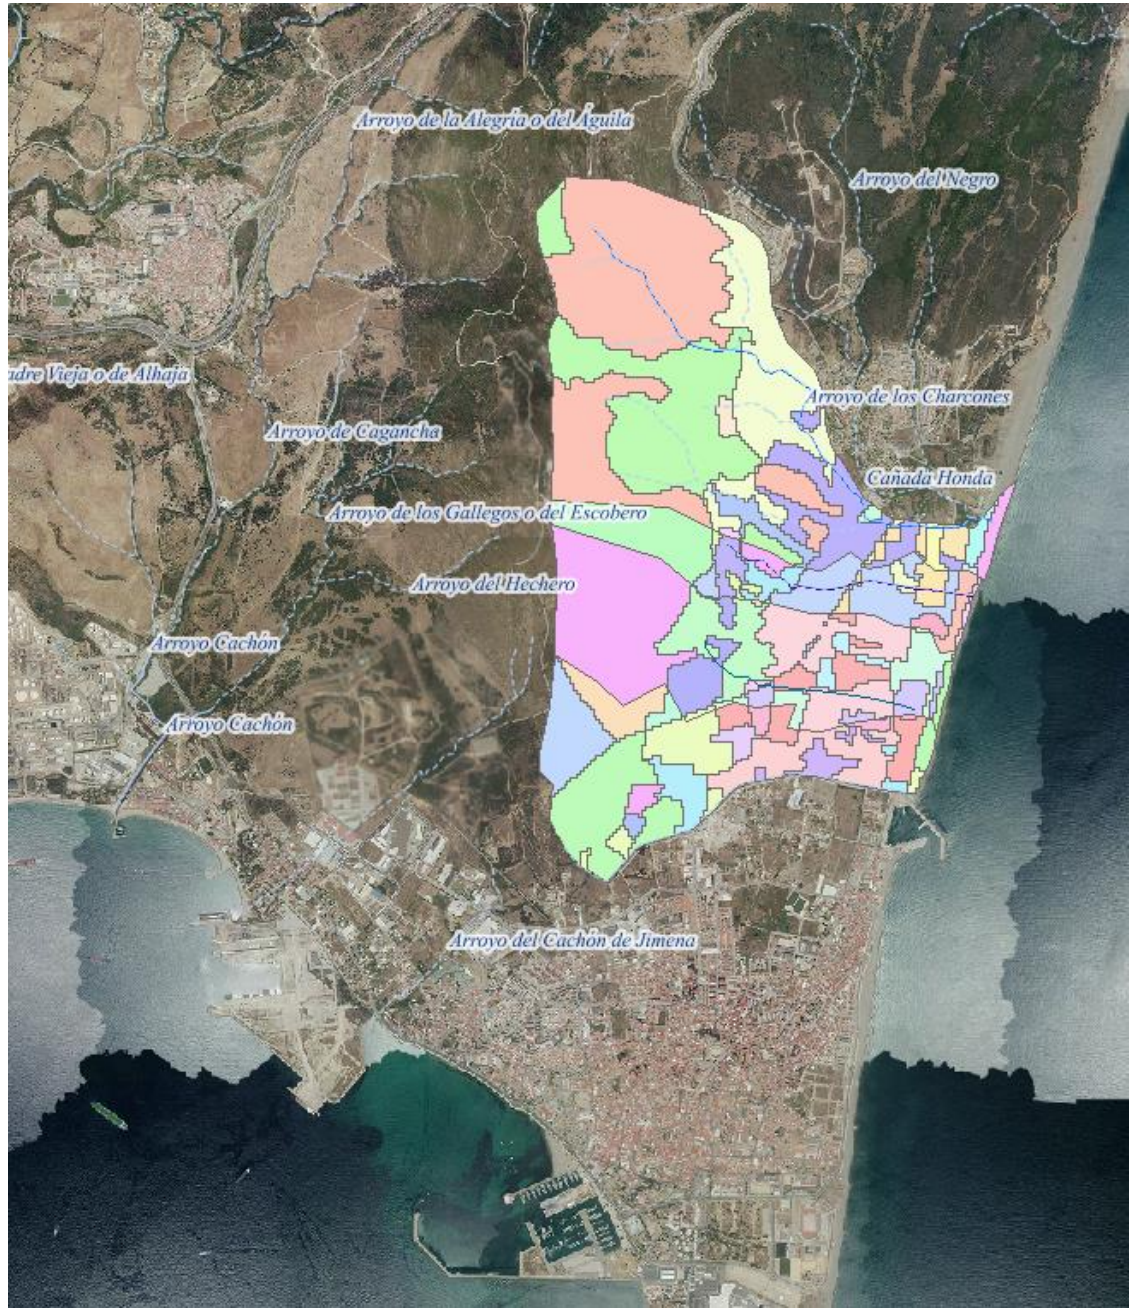 Arroyo de la Alegría o del Águila
Arroyo del Negro
adre Vieja o de Alhaja
Arroyo de los Charcones
Arroyo de Cagancha
Cañada Honda
Arroyo de los Gallegos o del Escobero
Arroyo del Hechero
Arroyo Cachón
Arroyo Cachón
Arroyo del Cachón de Jimena